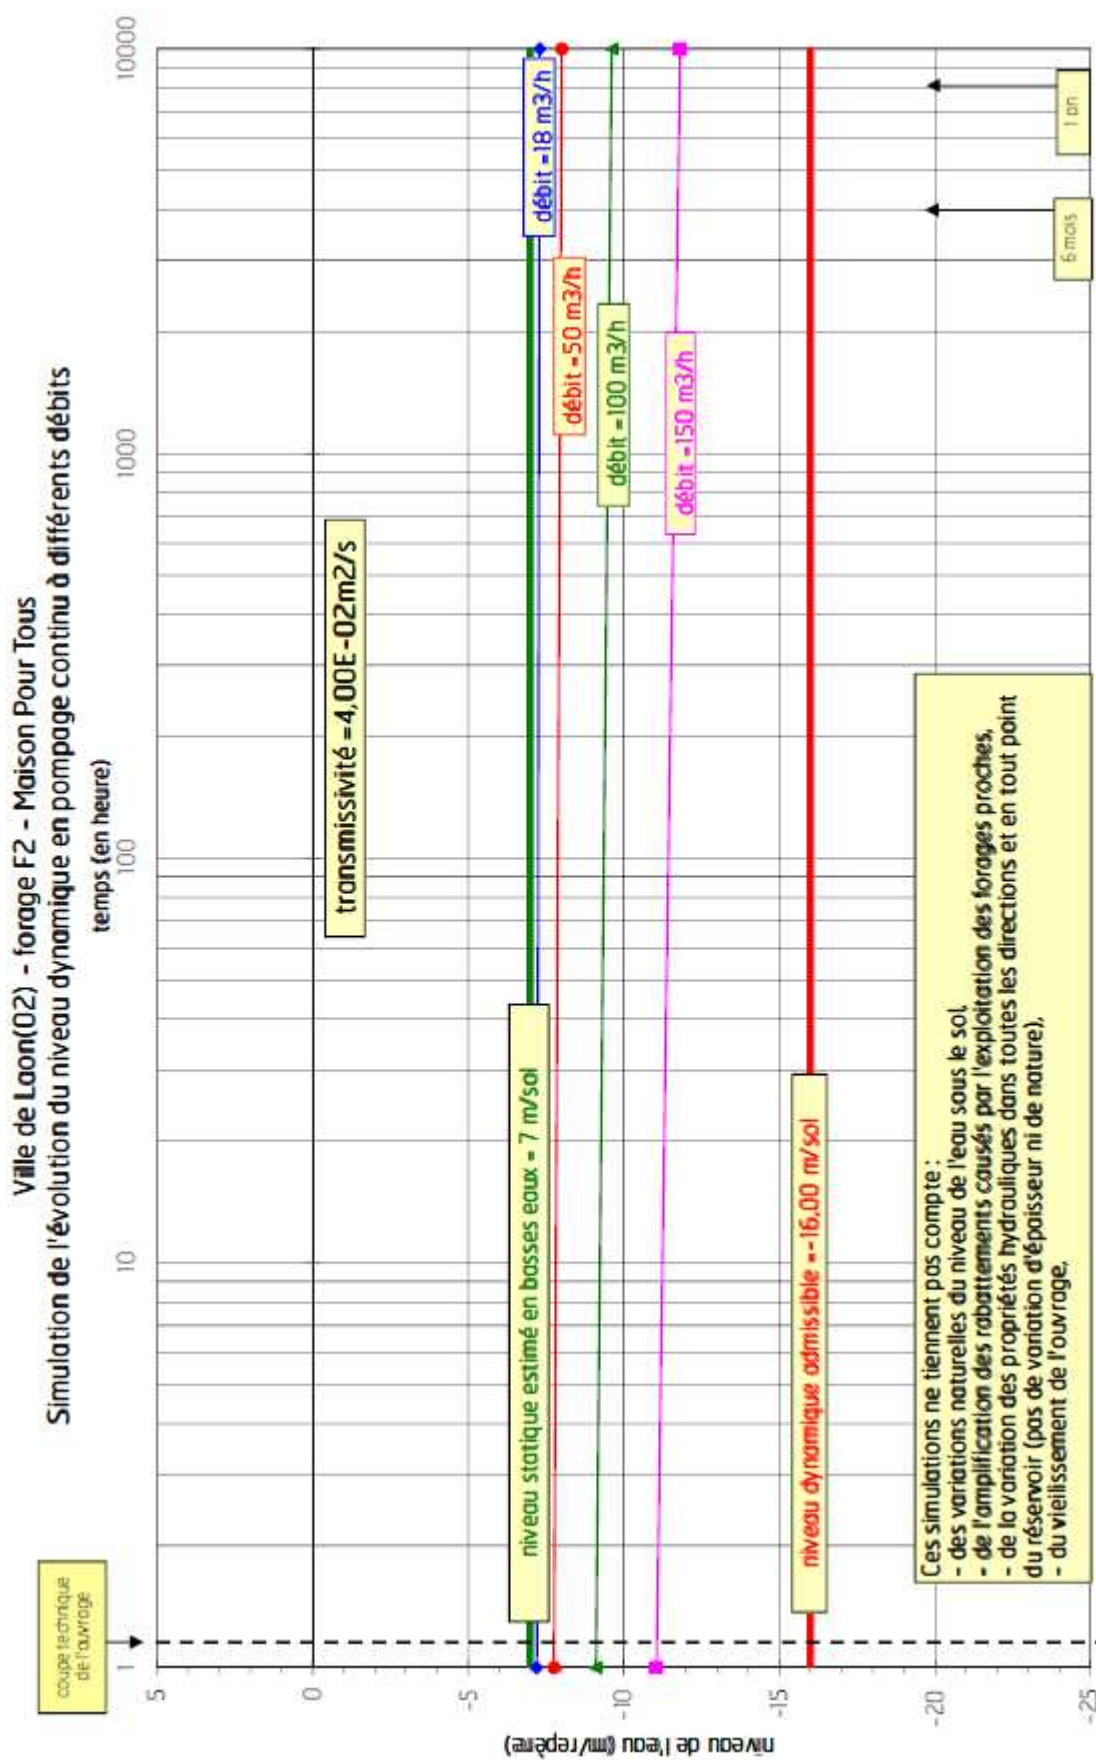 Ville de Laon(02) - forage F2 - Maison Pour Tous
Simulation de l'évolution du niveau dynamique en pompage continu à différents débits
temps (en heure)
coupe technique
de l'ouvrage
1
10
100
1000
10000
5
0
-5
-10
-15
-20
-25
niveau de l'eau (m/repère)
transmissivité =4,00E-02m2/s
niveau statique estimé en basses eaux = 7 m/sol
débit =18 m3/h
débit =50 m3/h
débit =100 m3/h
débit =150 m3/h
niveau dynamique admissible =-16,00 m/sol
Ces simulations ne tiennent pas compte :
- des variations naturelles du niveau de l'eau sous le sol,
- de l'amplification des rabattements causés par l'exploitation des forages proches,
- de la variation des propriétés hydrauliques dans toutes les directions et en tout point
du réservoir (pas de variation d'épaisseur ni de nature),
- du vieillissement de l'ouvrage,
6 mois
1 an